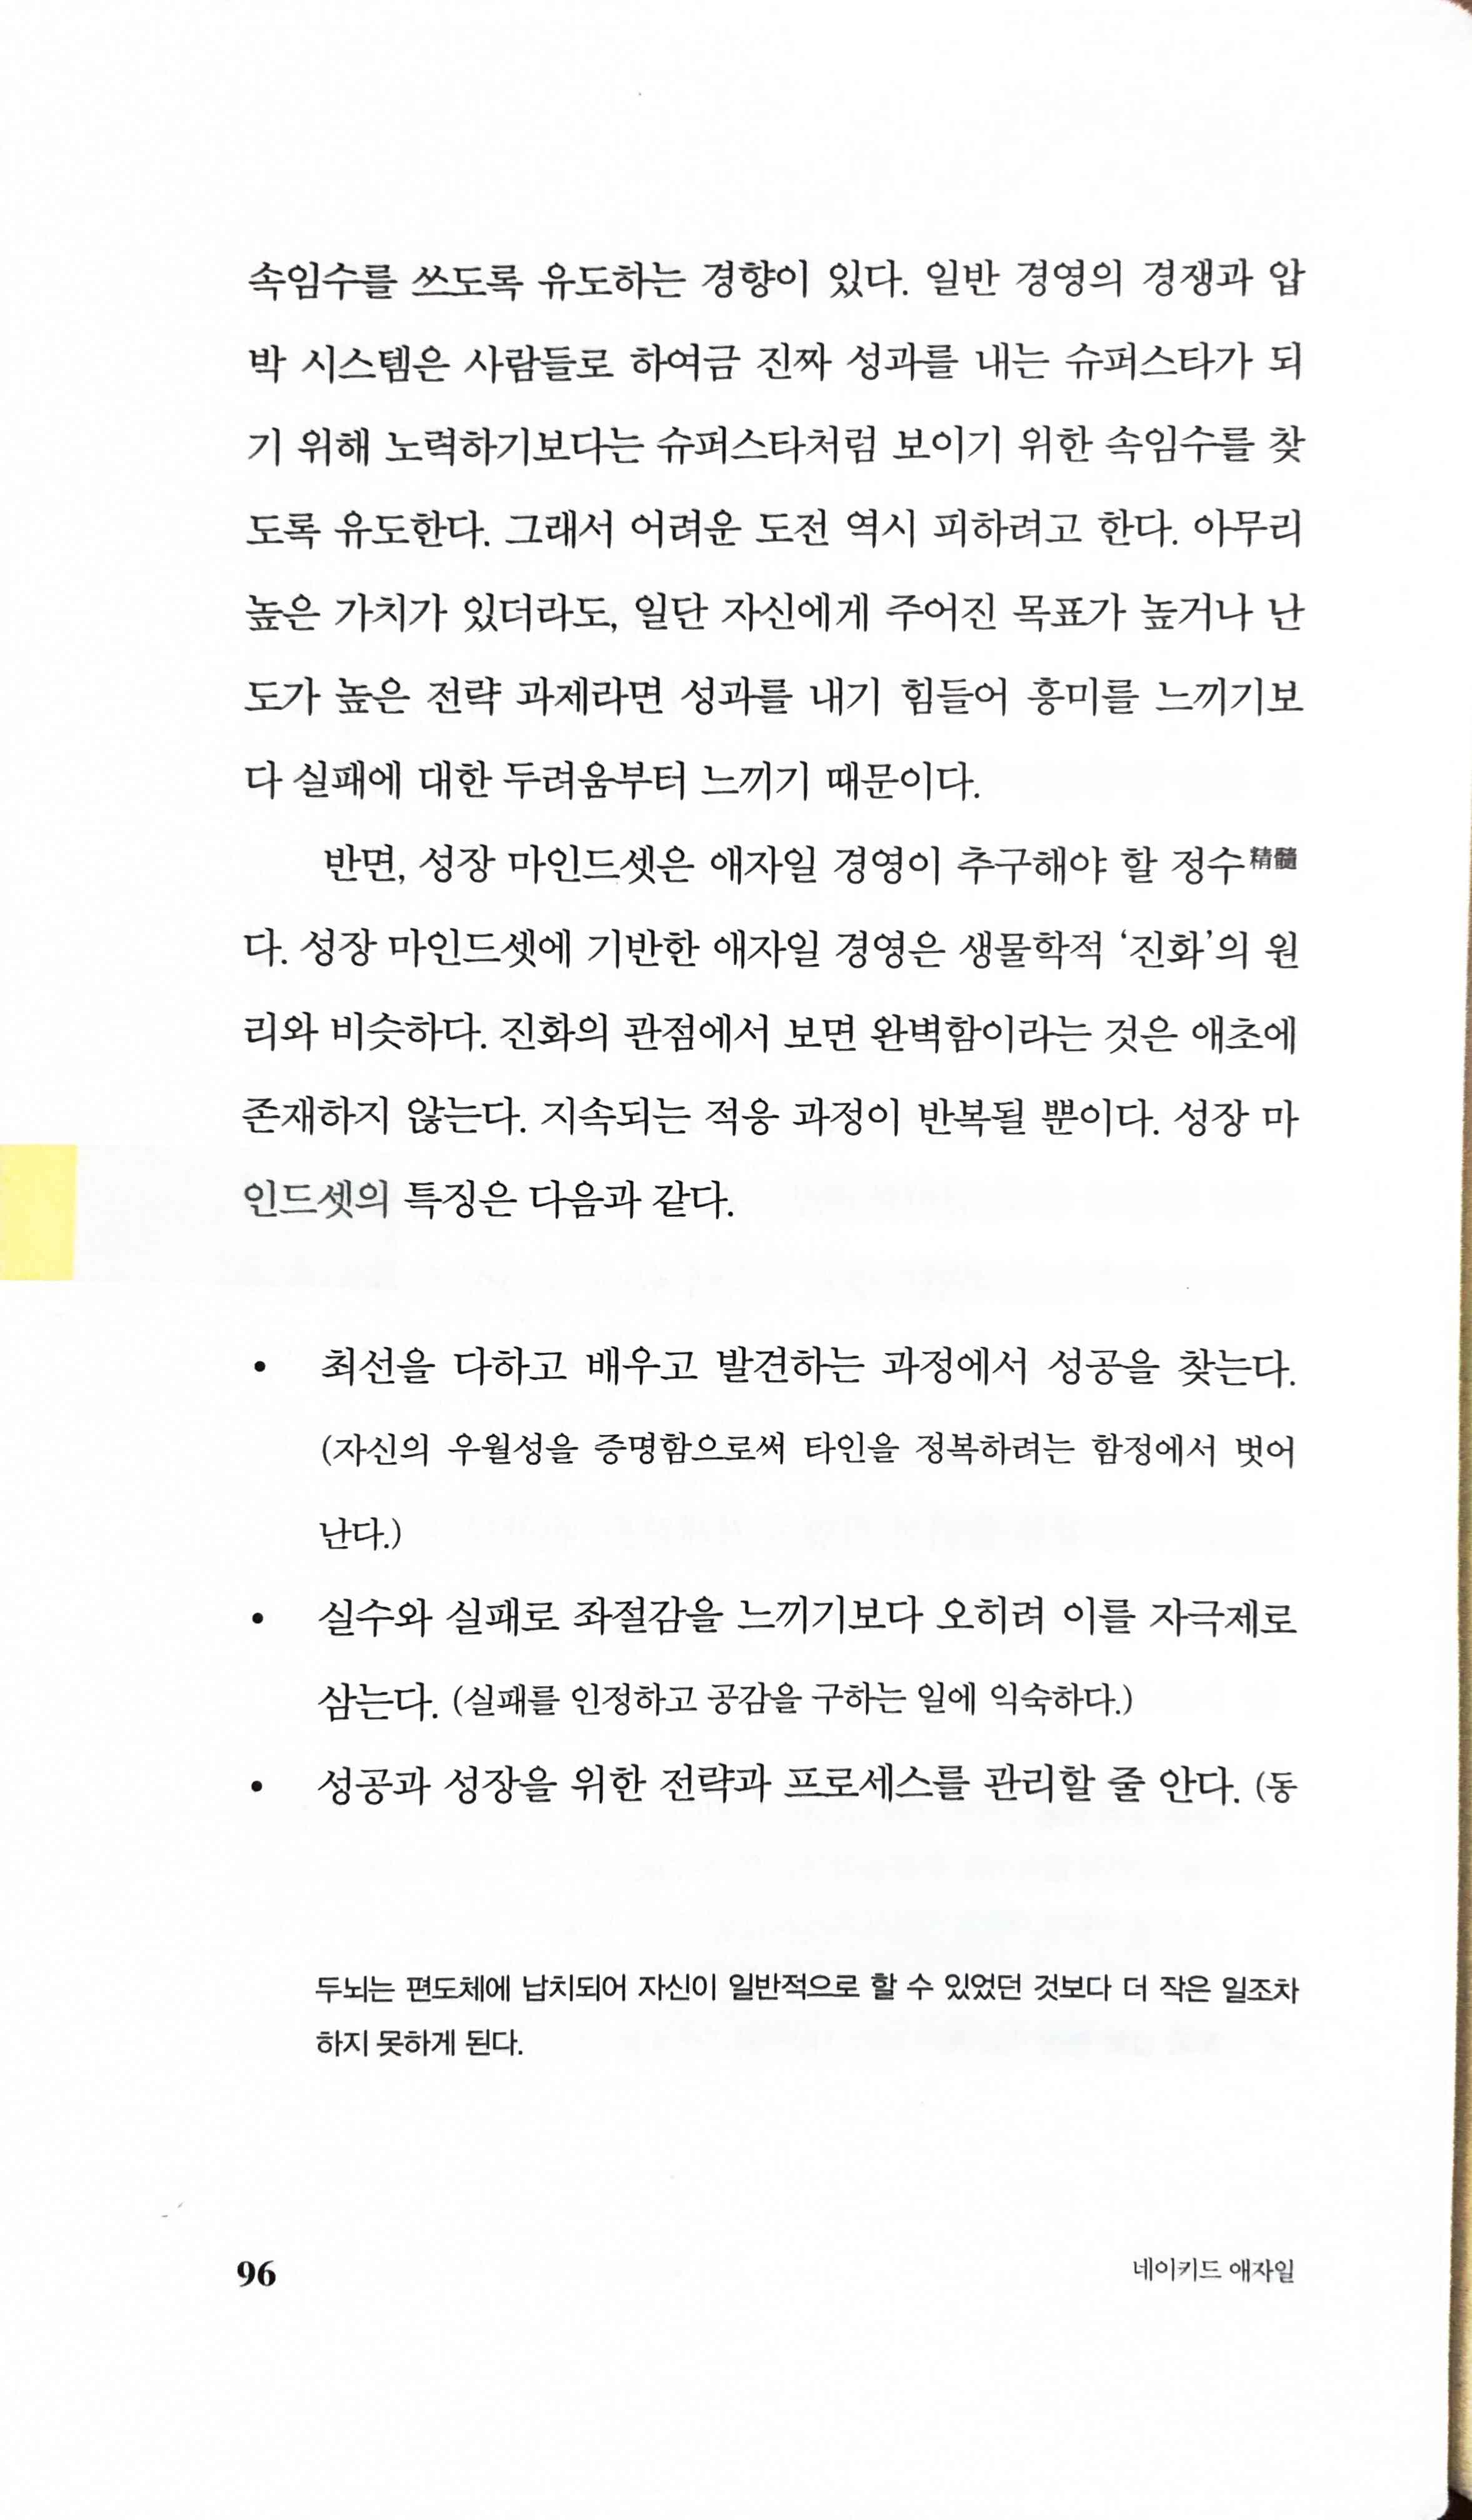 속임수를 쓰도록 유도하는 경향이 있다. 일반 경영의 경쟁과 압
박 시스템은 사람들로 하여금 진짜 성과를 내는 슈퍼스타가 되
기 위해 노력하기보다는 슈퍼스타처럼 보이기 위한 속임수를 찾
도록 유도한다. 그래서 어려운 도전 역시 피하려고 한다. 아무리
높은 가치가 있더라도, 일단 자신에게 주어진 목표가 높거나 난
도가 높은 전략 과제라면 성과를 내기 힘들어 흥미를 느끼기보
다 실패에 대한 두려움부터 느끼기 때문이다.
반면, 성장 마인드셋은 애자일 경영이 추구해야 할 정수精髓
다. 성장 마인드셋에 기반한 애자일 경영은 생물학적 ‘진화’의 원
리와 비슷하다. 진화의 관점에서 보면 완벽함이라는 것은 애초에
존재하지 않는다. 지속되는 적응 과정이 반복될 뿐이다. 성장 마
인드셋의 특징은 다음과 같다.
• 최선을 다하고 배우고 발견하는 과정에서 성공을 찾는다.
(자신의 우월성을 증명함으로써 타인을 정복하려는 함정에서 벗어
난다.)
• 실수와 실패로 좌절감을 느끼기보다 오히려 이를 자극제로
삼는다. (실패를 인정하고 공감을 구하는 일에 익숙하다.)
• 성공과 성장을 위한 전략과 프로세스를 관리할 줄 안다. (동
두뇌는 편도체에 납치되어 자신이 일반적으로 할 수 있었던 것보다 더 작은 일조차
하지 못하게 된다.
96 네이키드 애자일